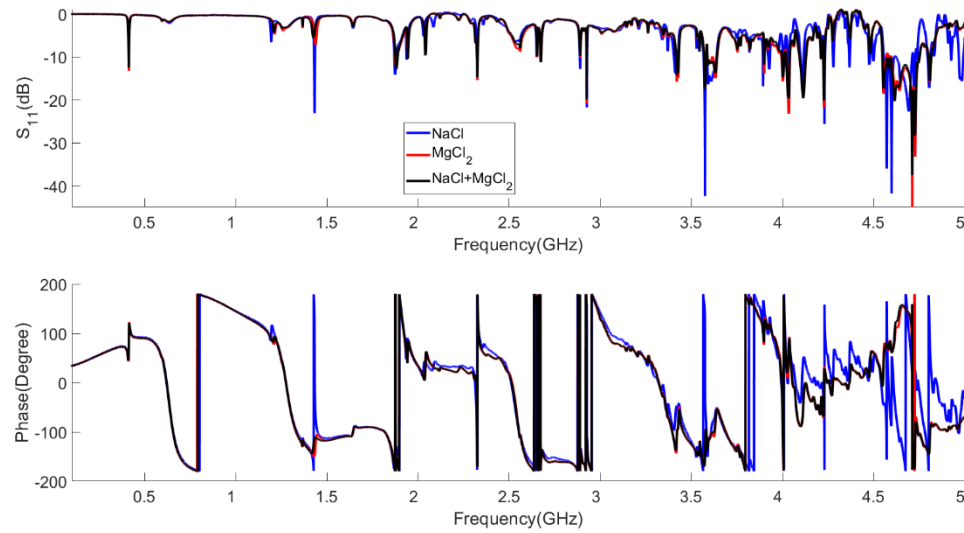 0
-10
-20
-30
-40
S11(dB)
NaCl
MgCl2
NaCl+MgCl2
0.5 1 1.5 2 2.5 3 3.5 4 4.5 5
Frequency(GHz)
200
100
0
-100
-200
Phase(Degree)
0.5 1 1.5 2 2.5 3 3.5 4 4.5 5
Frequency(GHz)